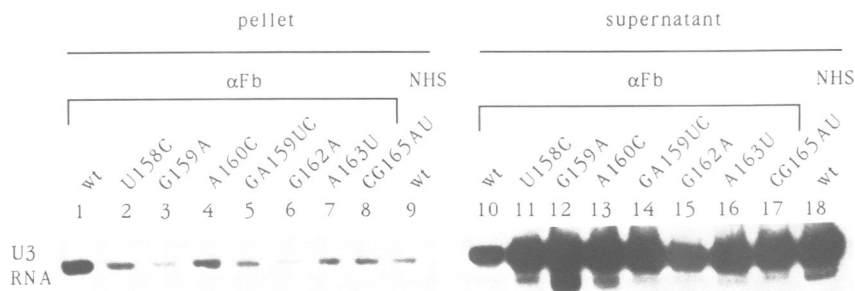 pellet supernatant
αFb NHS αFb NHS
wt U158C G159A A160C GA159UC G162A A163U CG165AU wt wt U158C G159A A160C GA159UC G162A A163U CG165AU wt
1 2 3 4 5 6 7 8 9 10 11 12 13 14 15 16 17 18
U3
RNA